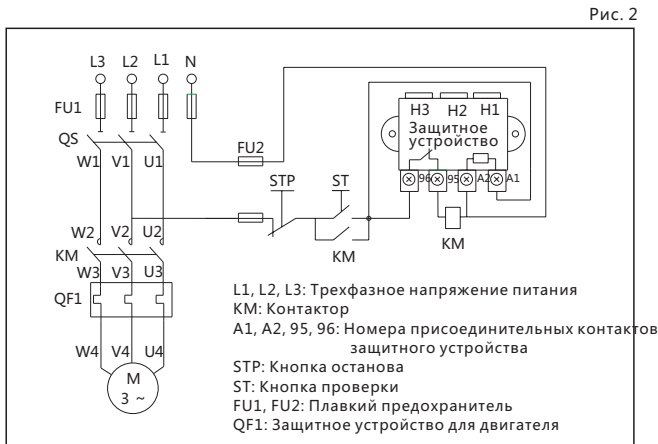 Рис. 2
L3 L2 L1 N
FU1
QS
W1 V1 U1
FU2
H3 H2 H1
Защитное
устройство
96 95 A2 A1
STP ST
KM
KM
W2 V2 U2
KM
W3 V3 U3
QF1
W4 V4 U4
M
3 ~
L1, L2, L3: Трехфазное напряжение питания
KM: Контактор
A1, A2, 95, 96: Номера присоединительных контактов
защитного устройства
STP: Кнопка останова
ST: Кнопка проверки
FU1, FU2: Плавкий предохранитель
QF1: Защитное устройство для двигателя